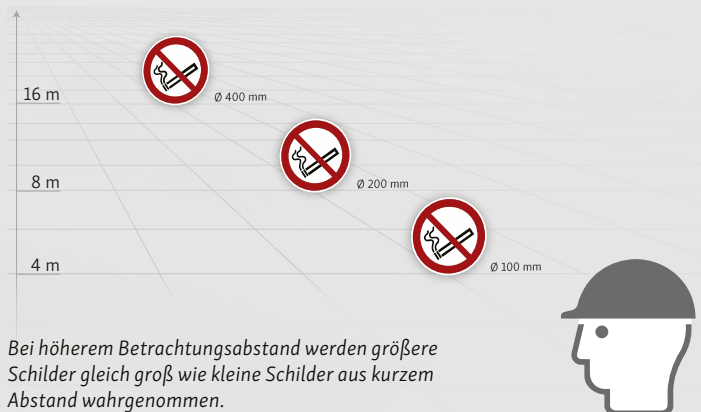 16 m
Ø 400 mm
8 m
Ø 200 mm
4 m
Ø 100 mm
Bei höherem Betrachtungsabstand werden größere
Schilder gleich groß wie kleine Schilder aus kurzem
Abstand wahrgenommen.